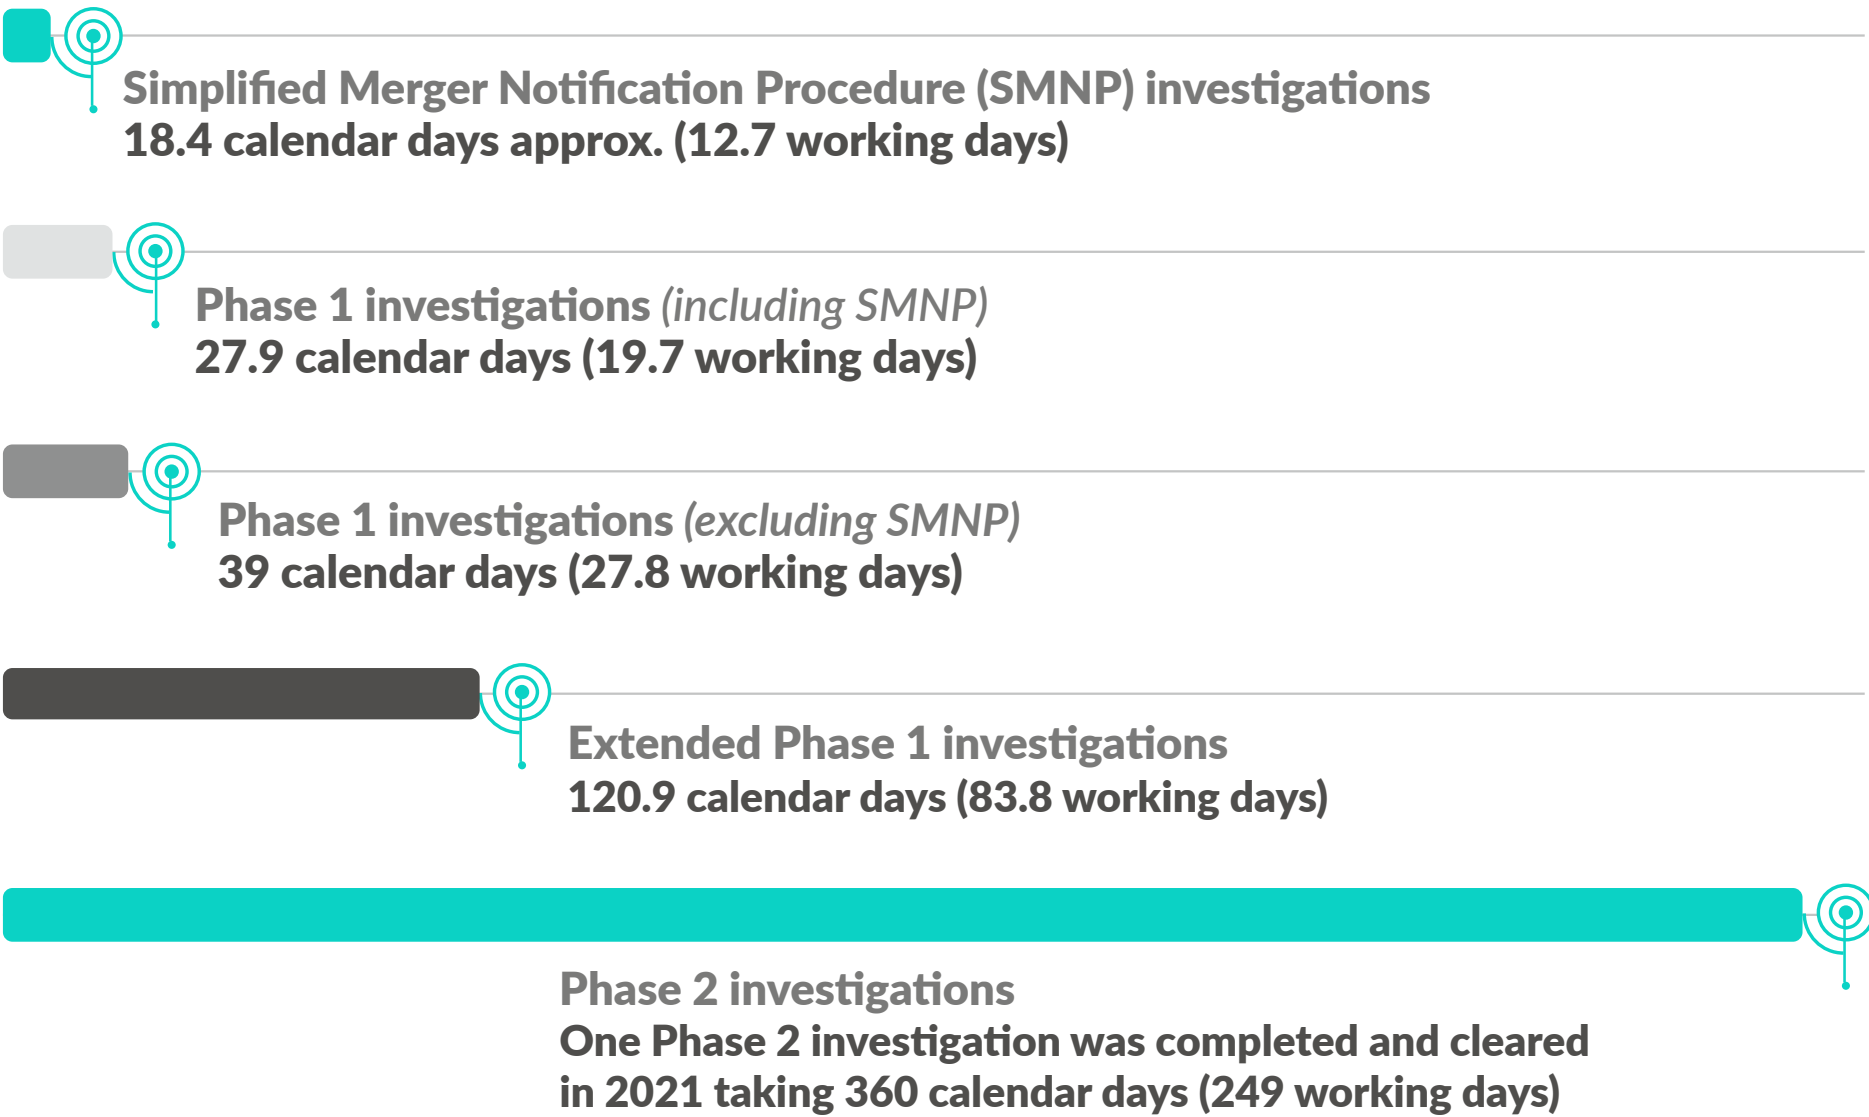 Simplified Merger Notification Procedure (SMNP) investigations
18.4 calendar days approx. (12.7 working days)
Phase 1 investigations (including SMNP)
27.9 calendar days (19.7 working days)
Phase 1 investigations (excluding SMNP)
39 calendar days (27.8 working days)
Extended Phase 1 investigations
120.9 calendar days (83.8 working days)
Phase 2 investigations
One Phase 2 investigation was completed and cleared
in 2021 taking 360 calendar days (249 working days)